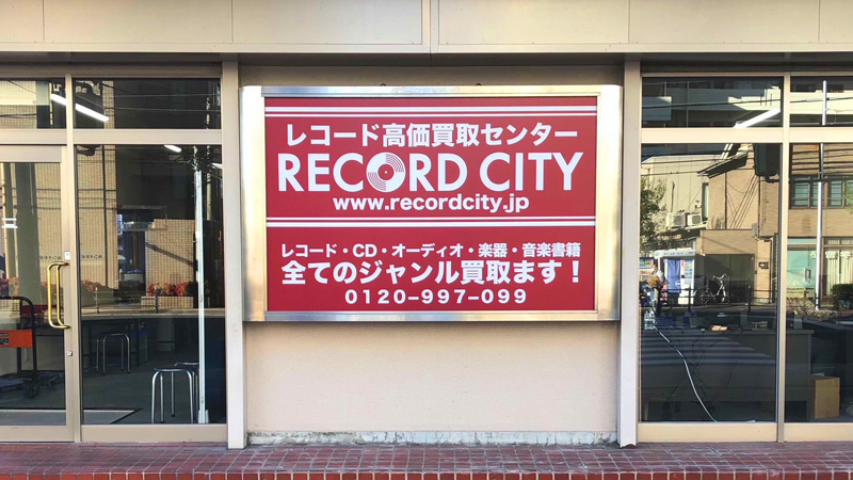 レコード高価買取センター
RECORD CITY
www.recordcity.jp
レコード・CD・オーディオ・楽器・音楽書籍
全てのジャンル買取ます！
0120-997-099